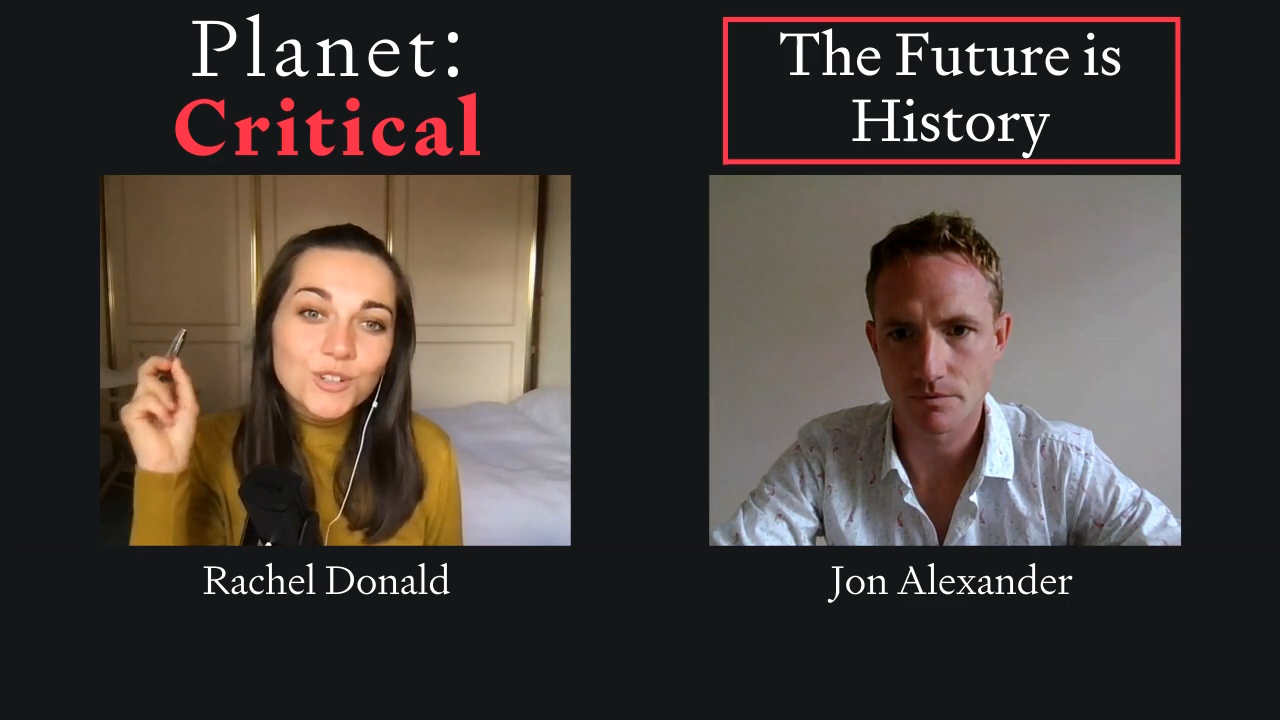 Planet:
Critical
The Future is
History
Rachel Donald
Jon Alexander